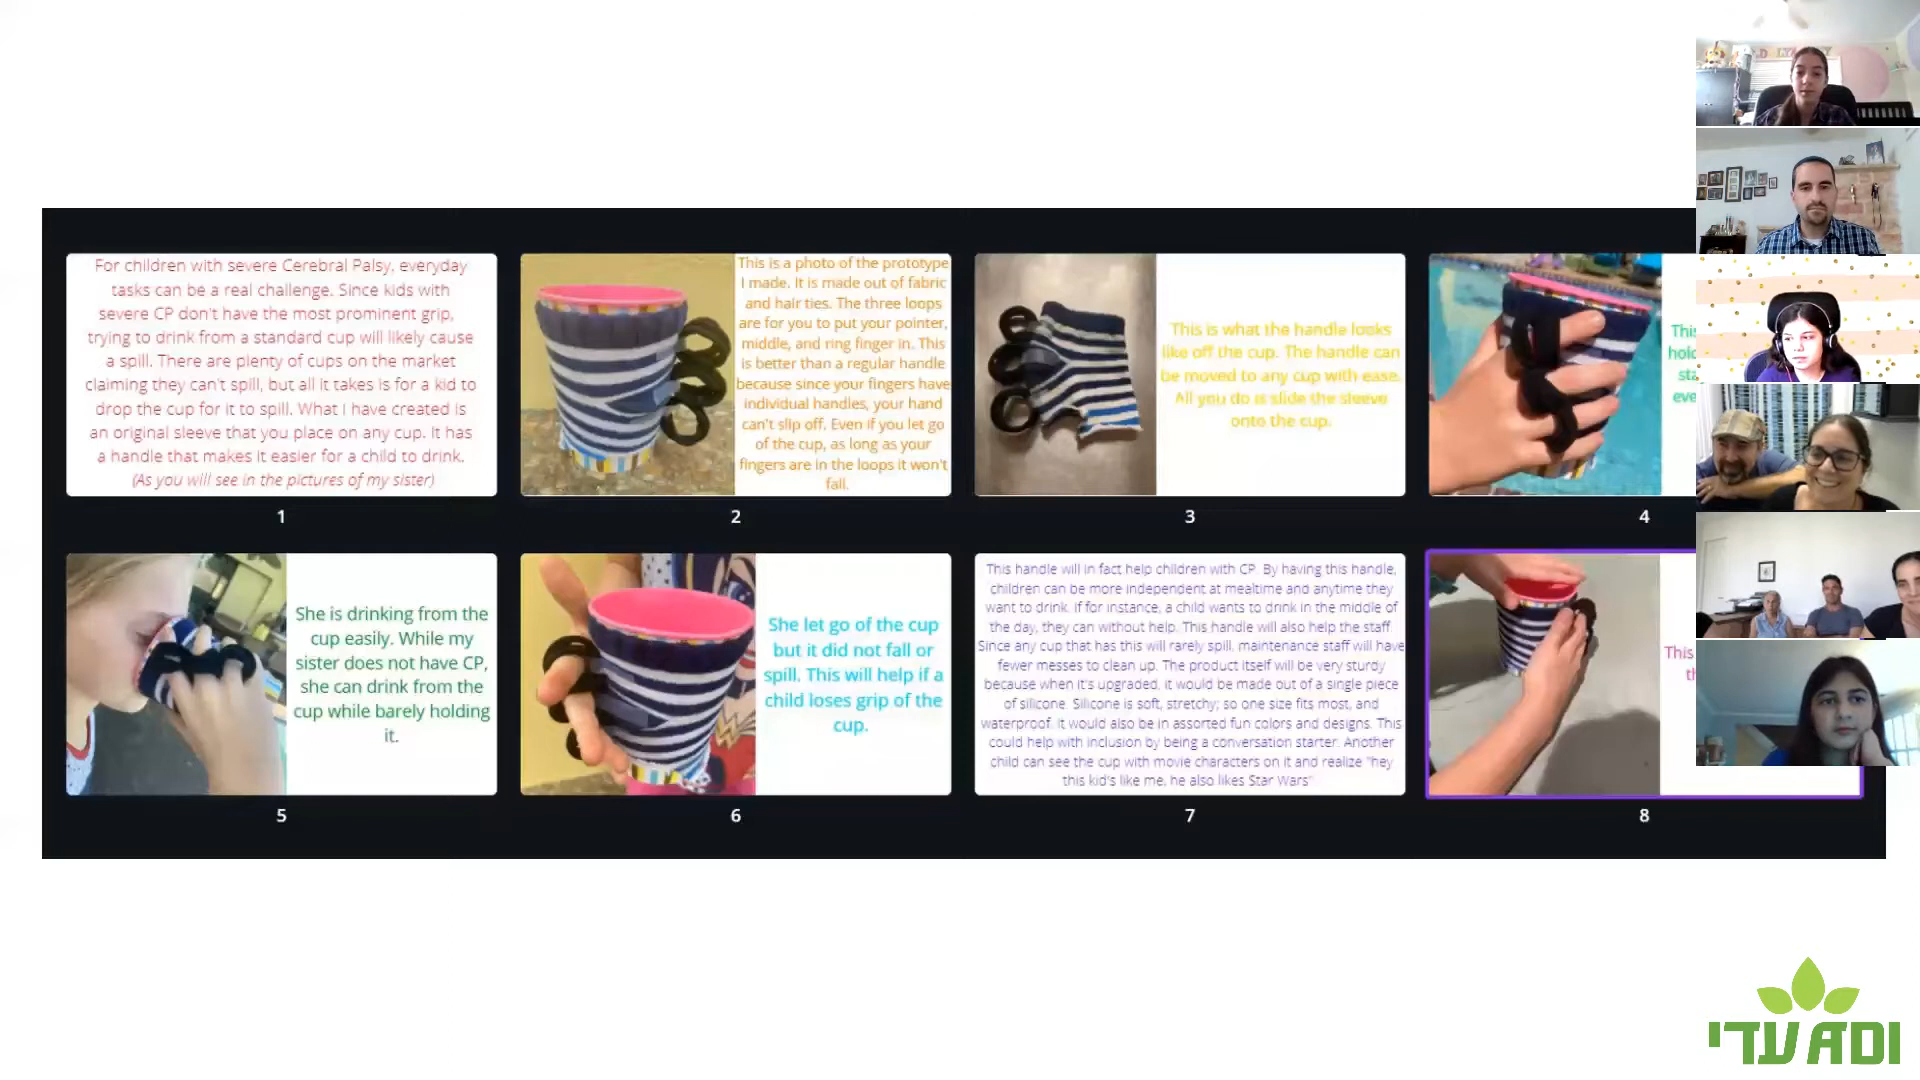 For children with severe Cerebral Palsy, everyday
tasks can be a real challenge. Since kids with
severe CP don't have the most prominent grip,
trying to drink from a standard cup will likely cause
a spill. There are plenty of cups on the market
claiming they can't spill, but all it takes is for a kid to
drop the cup for it to spill. What I have created is
an original sleeve that you place on any cup. It has
a handle that makes it easier for a child to drink.
(As you will see in the pictures of my sister)
1
This is a photo of the prototype
I made. It is made out of fabric
and hair ties. The three loops
are for you to put your pointer,
middle, and ring finger in. This
is better than a regular handle
because since your fingers have
individual handles, your hand
can't slip off. Even if you let go
of the cup, as long as your
fingers are in the loops it won't
fall.
2
This is what the handle looks
like off the cup. The handle can
be moved to any cup with ease.
All you do is slide the sleeve
onto the cup.
3
4
She is drinking from the
cup easily. While my
sister does not have CP,
she can drink from the
cup while barely holding
it.
5
She let go of the cup
but it did not fall or
spill. This will help if a
child loses grip of the
cup.
6
This handle will in fact help children with CP. By having this handle,
children can be more independent at mealtime and anytime they
want to drink. If for instance, a child wants to drink in the middle of
the day, they can without help. This handle will also help the staff.
Since any cup that has this will rarely spill, maintenance staff will have
fewer messes to clean up. The product itself will be very sturdy
because when it's upgraded, it would be made out of a single piece
of silicone. Silicone is soft, stretchy; so one size fits most, and
waterproof. It would also be in assorted fun colors and designs. This
could help with inclusion by being a conversation starter. Another
child can see the cup with movie characters on it and realize "hey
this kid's like me, he also likes Star Wars"
7
This
8
עדי ADI